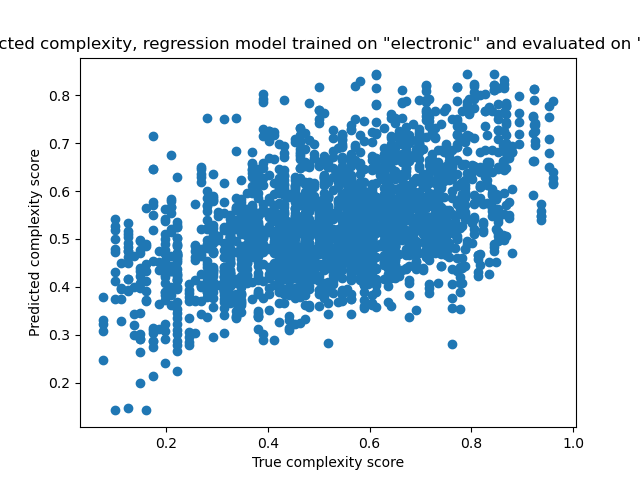 cted complexity, regression model trained on "electronic" and evaluated on '
0.8
0.7
0.6
0.5
0.4
0.3
0.2
Predicted complexity score
0.2 0.4 0.6 0.8 1.0
True complexity score